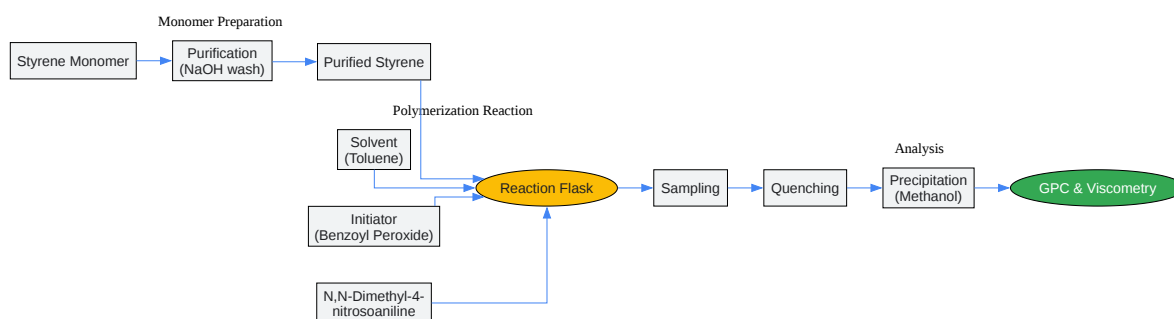 Monomer Preparation
Styrene Monomer
Purification
(NaOH wash)
Purified Styrene
Polymerization Reaction
Solvent
(Toluene)
Initiator
(Benzoyl Peroxide)
N,N-Dimethyl-4-
nitrosoaniline
Reaction Flask
Sampling
Quenching
Analysis
Precipitation
(Methanol)
GPC & Viscometry